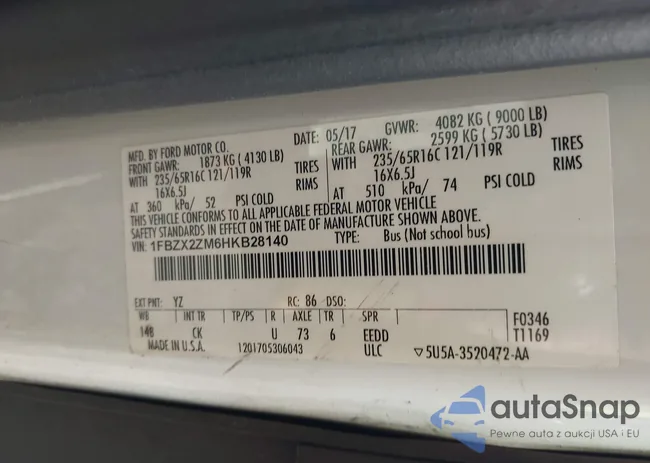 MFD. BY FORD MOTOR CO. DATE: 05/17 GVWR: 4082 KG ( 9000 LB)
FRONT GAWR: 1873 KG ( 4130 LB) REAR GAWR: 2599 KG ( 5730 LB)
WITH 235/65R16C 121/119R TIRES WITH 235/65R16C 121/119R TIRES
16X6.5J RIMS 16X6.5J RIMS
AT 360 kPa/ 52 PSI COLD AT 510 kPa/ 74 PSI COLD
THIS VEHICLE CONFORMS TO ALL APPLICABLE FEDERAL MOTOR VEHICLE
SAFETY STANDARDS IN EFFECT ON THE DATE OF MANUFACTURE SHOWN ABOVE.
VIN: 1FBZX2ZM6HKB28140 TYPE: Bus (Not school bus)
EXT PNT: YZ RC: 86 DSO:
WB INT TR TP/PS R AXLE TR SPR F0346
148 CK U 73 6 EEDD T1169
MADE IN U.S.A. 1201705306043 ULC ▽5U5A-3520472-AA
autaSnap
Pewne auta z aukcji USA i EU